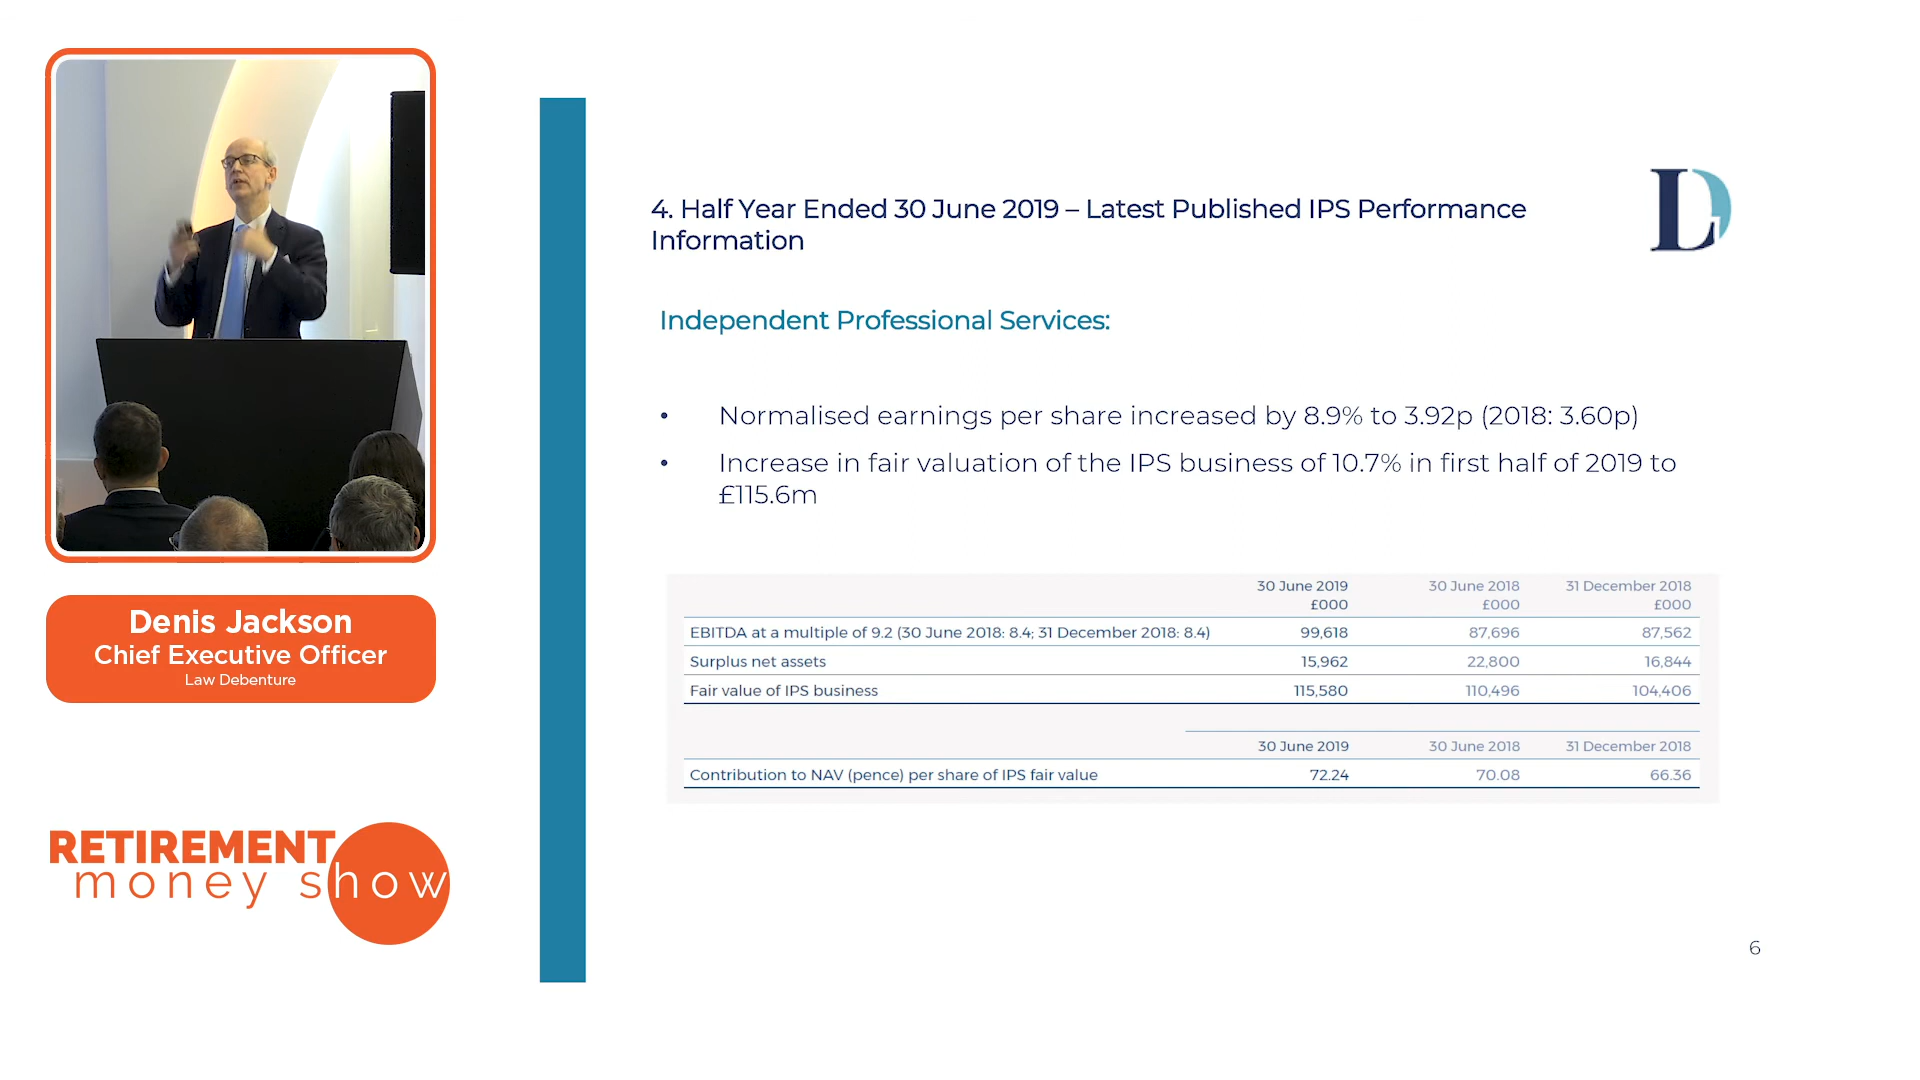 Denis Jackson
Chief Executive Officer
Law Debenture
RETIREMENT
money show
4. Half Year Ended 30 June 2019 – Latest Published IPS Performance
Information
LD
Independent Professional Services:
• Normalised earnings per share increased by 8.9% to 3.92p (2018: 3.60p)
• Increase in fair valuation of the IPS business of 10.7% in first half of 2019 to
£115.6m
30 June 2019 30 June 2018 31 December 2018
£000 £000 £000
EBITDA at a multiple of 9.2 (30 June 2018: 8.4; 31 December 2018: 8.4) 99,618 87,696 87,562
Surplus net assets 15,962 22,800 16,844
Fair value of IPS business 115,580 110,496 104,406
30 June 2019 30 June 2018 31 December 2018
Contribution to NAV (pence) per share of IPS fair value 72.24 70.08 66.36
6